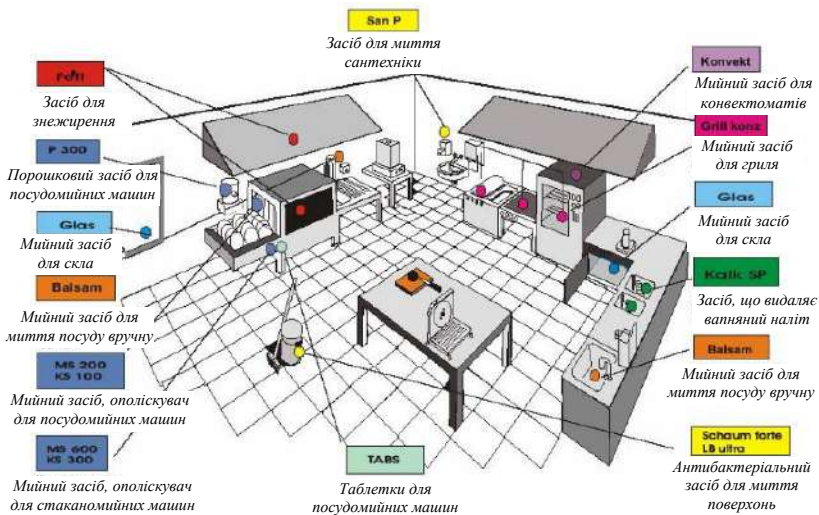 San P
Засіб для миття
сантехніки
Засіб для
знежирення
P 300
Порошковий засіб для
посудомийних машин
Glas
Мийний засіб
для скла
Balsam
Мийний засіб для
миття посуду вручну
MS 200
KS 100
Мийний засіб, ополіскувач
для посудомийних машин
MS 600
KS 300
Мийний засіб, ополіскувач
для стаканомийних машин
TABS
Таблетки для
посудомийних машин
Konvekt
Мийний засіб для
конвектоматів
Grill konz
Мийний засіб
для гриля
Glas
Мийний засіб
для скла
Kalk SP
Засіб, що видаляє
вапняний наліт
Balsam
Мийний засіб для
миття посуду вручну
Schaum forte
LB ultra
Антибактеріальний
засіб для миття
поверхонь